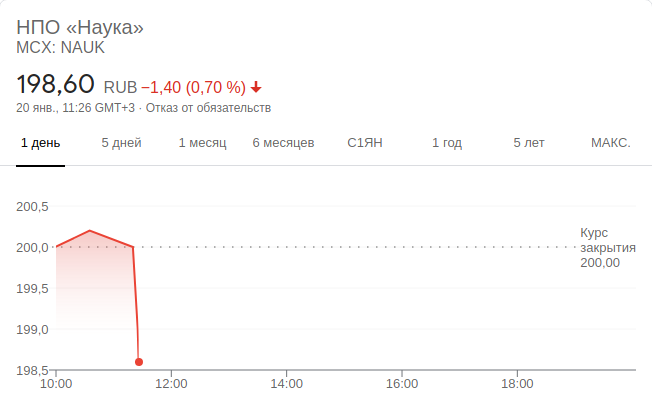 НПО «Наука»
MCX: NAUK
198,60 RUB −1,40 (0,70 %)
20 янв., 11:26 GMT+3 · Отказ от обязательств
1 день 5 дней 1 месяц 6 месяцев С1ЯН 1 год 5 лет МАКС.
200,5
200,0
199,5
199,0
198,5
Курс
закрытия
200,00
10:00 12:00 14:00 16:00 18:00